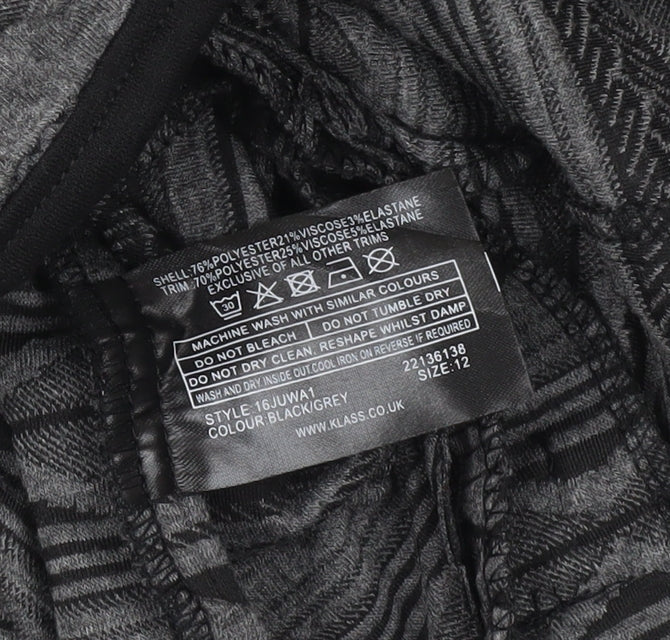 SHELL:76%POLYESTER21%VISCOSE3%ELASTANE
TRIM:70%POLYESTER25%VISCOSE5%ELASTANE
EXCLUSIVE OF ALL OTHER TRIMS
30
MACHINE WASH WITH SIMILAR COLOURS
DO NOT BLEACH DO NOT TUMBLE DRY
DO NOT DRY CLEAN. RESHAPE WHILST DAMP
WASH AND DRY INSIDE OUT.COOL IRON ON REVERSE IF REQUIRED
22136138
STYLE:16JUWA1 SIZE:12
COLOUR:BLACK/GREY
WWW.KLASS.CO.UK